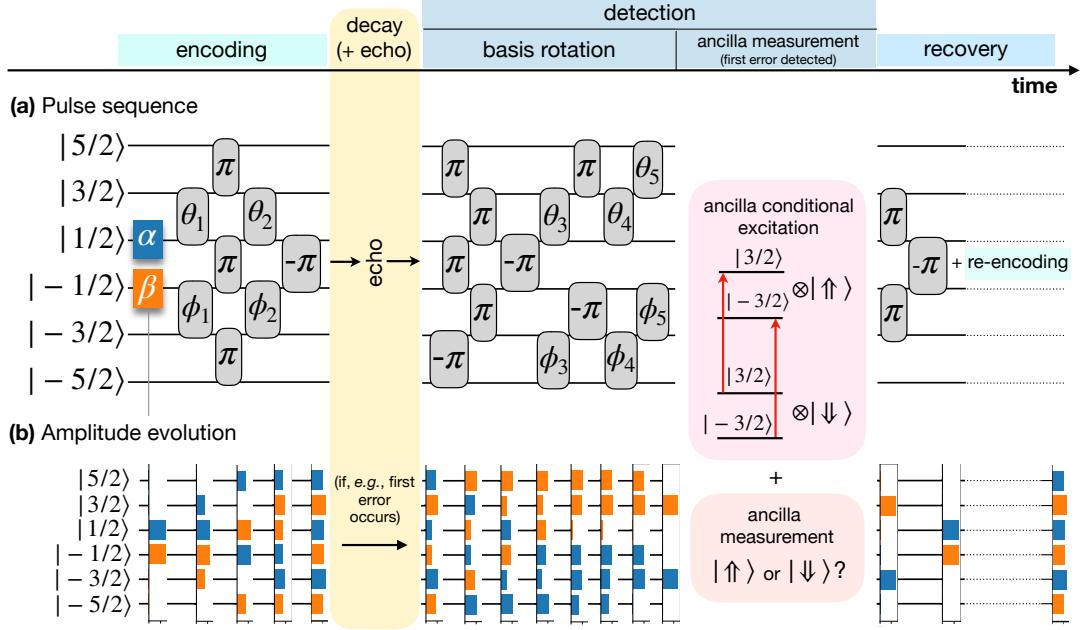 detection
decay
(+ echo)
encoding
basis rotation
ancilla measurement
(first error detected)
recovery
time
(a) Pulse sequence
|5/2⟩
|3/2⟩
|1/2⟩
|−1/2⟩
|−3/2⟩
|−5/2⟩
α
β
π
θ₁
θ₂
π
-π
ϕ₁
ϕ₂
π
echo
π
π
θ₅
π
θ₃
θ₄
π
-π
π
-π
ϕ₅
-π
ϕ₃
ϕ₄
ancilla conditional
excitation
|3/2⟩
|−3/2⟩
⊗|⇑⟩
|3/2⟩
|−3/2⟩
⊗|⇓⟩
π
-π
+ re-encoding
π
(b) Amplitude evolution
|5/2⟩
|3/2⟩
|1/2⟩
|−1/2⟩
|−3/2⟩
|−5/2⟩
(if, e.g., first
error
occurs)
+
ancilla
measurement
|⇑⟩ or |⇓⟩?